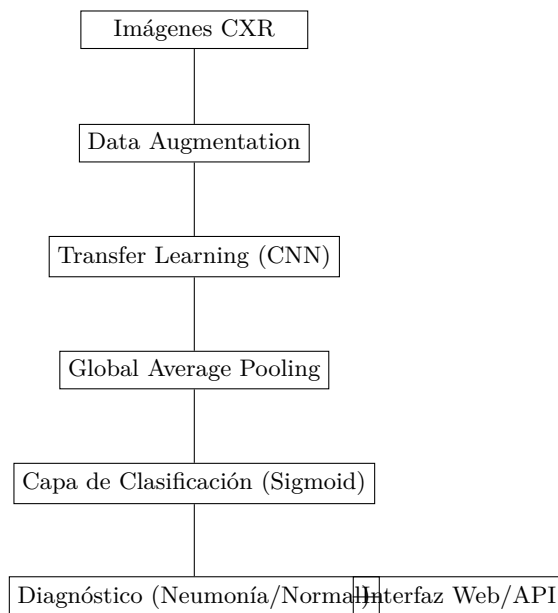 Imágenes CXR
Data Augmentation
Transfer Learning (CNN)
Global Average Pooling
Capa de Clasificación (Sigmoid)
Diagnóstico (Neumonía/Normal)
Interfaz Web/API